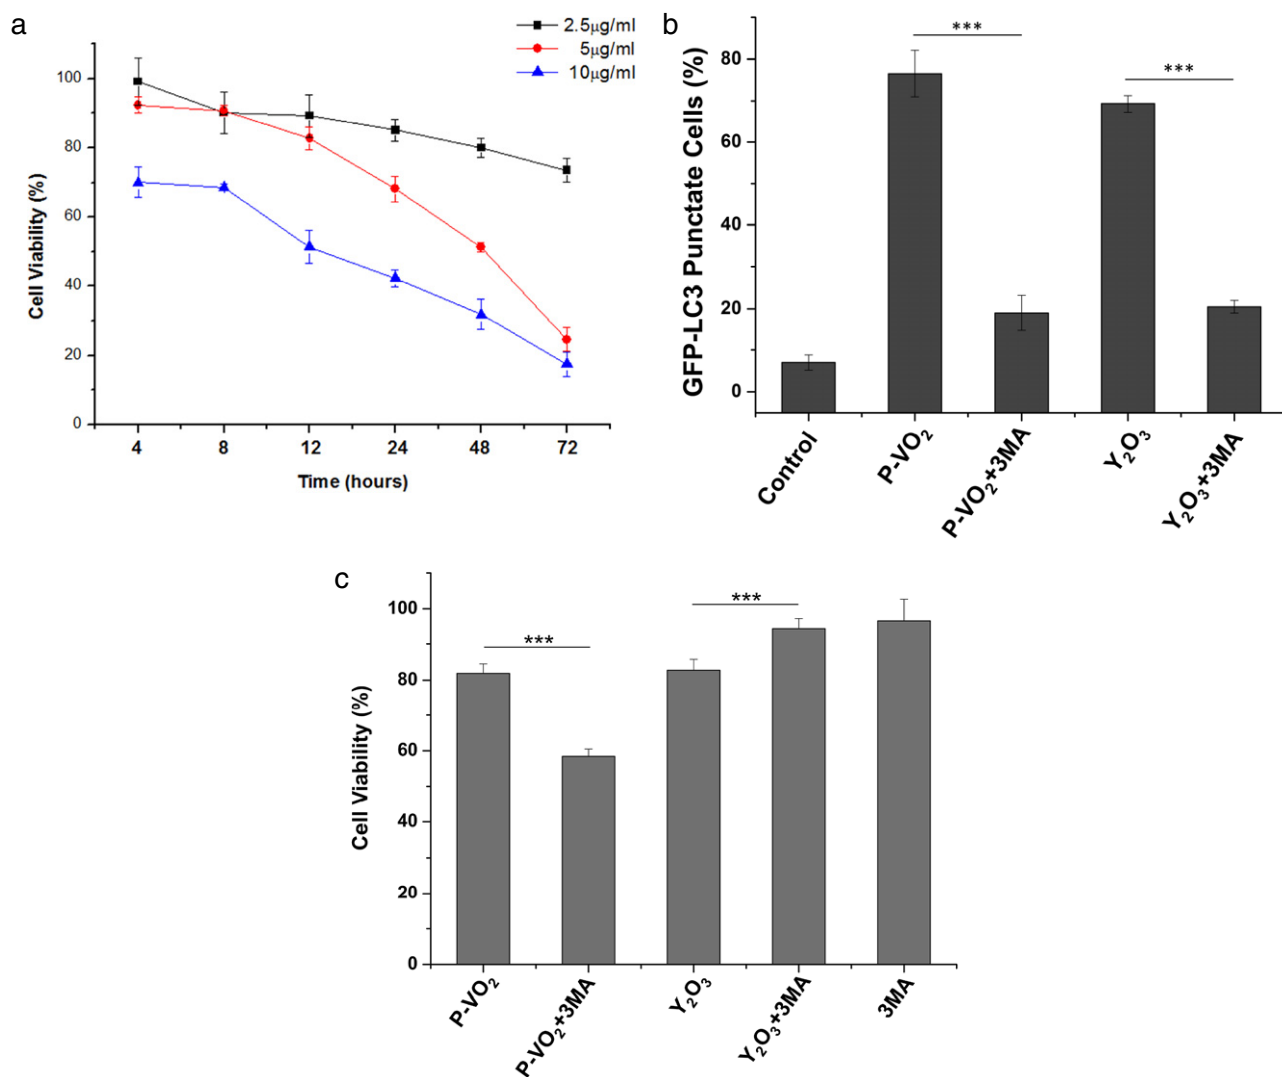 a
2.5μg/ml
5μg/ml
10μg/ml
100
80
60
40
20
0
Cell Viability (%)
4 8 12 24 48 72
Time (hours)
b
***
***
80
60
40
20
0
GFP-LC3 Punctate Cells (%)
Control P-VO₂ P-VO₂+3MA Y₂O₃ Y₂O₃+3MA
c
***
***
100
80
60
40
20
0
Cell Viability (%)
P-VO₂ P-VO₂+3MA Y₂O₃ Y₂O₃+3MA 3MA